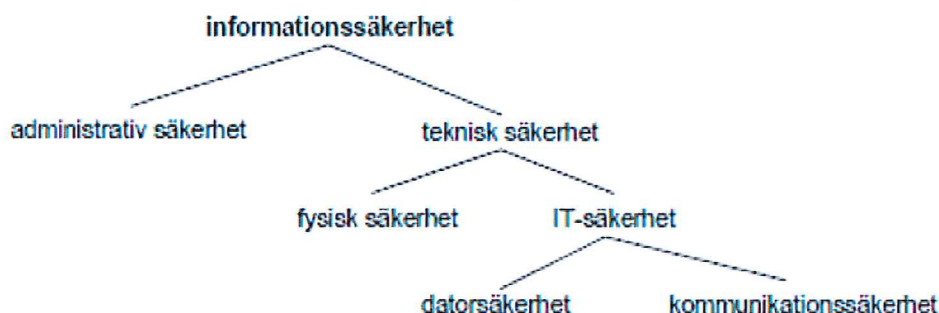 informationssäkerhet
administrativ säkerhet teknisk säkerhet
fysisk säkerhet IT-säkerhet
datorsäkerhet kommunikationssäkerhet